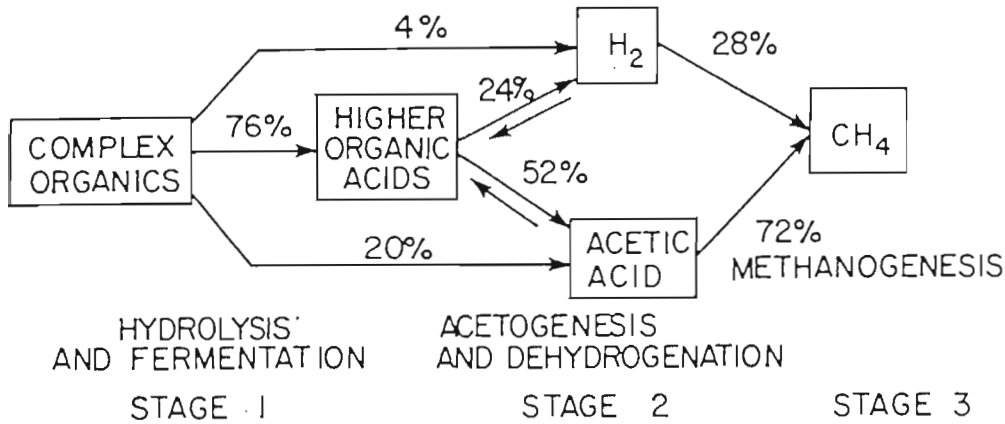 4%
H2
28%
24%
76%
HIGHER
ORGANIC
ACIDS
COMPLEX
ORGANICS
CH4
52%
20%
ACETIC
ACID
72%
METHANOGENESIS
HYDROLYSIS
AND FERMENTATION
ACETOGENESIS
AND DEHYDROGENATION
STAGE 1
STAGE 2
STAGE 3